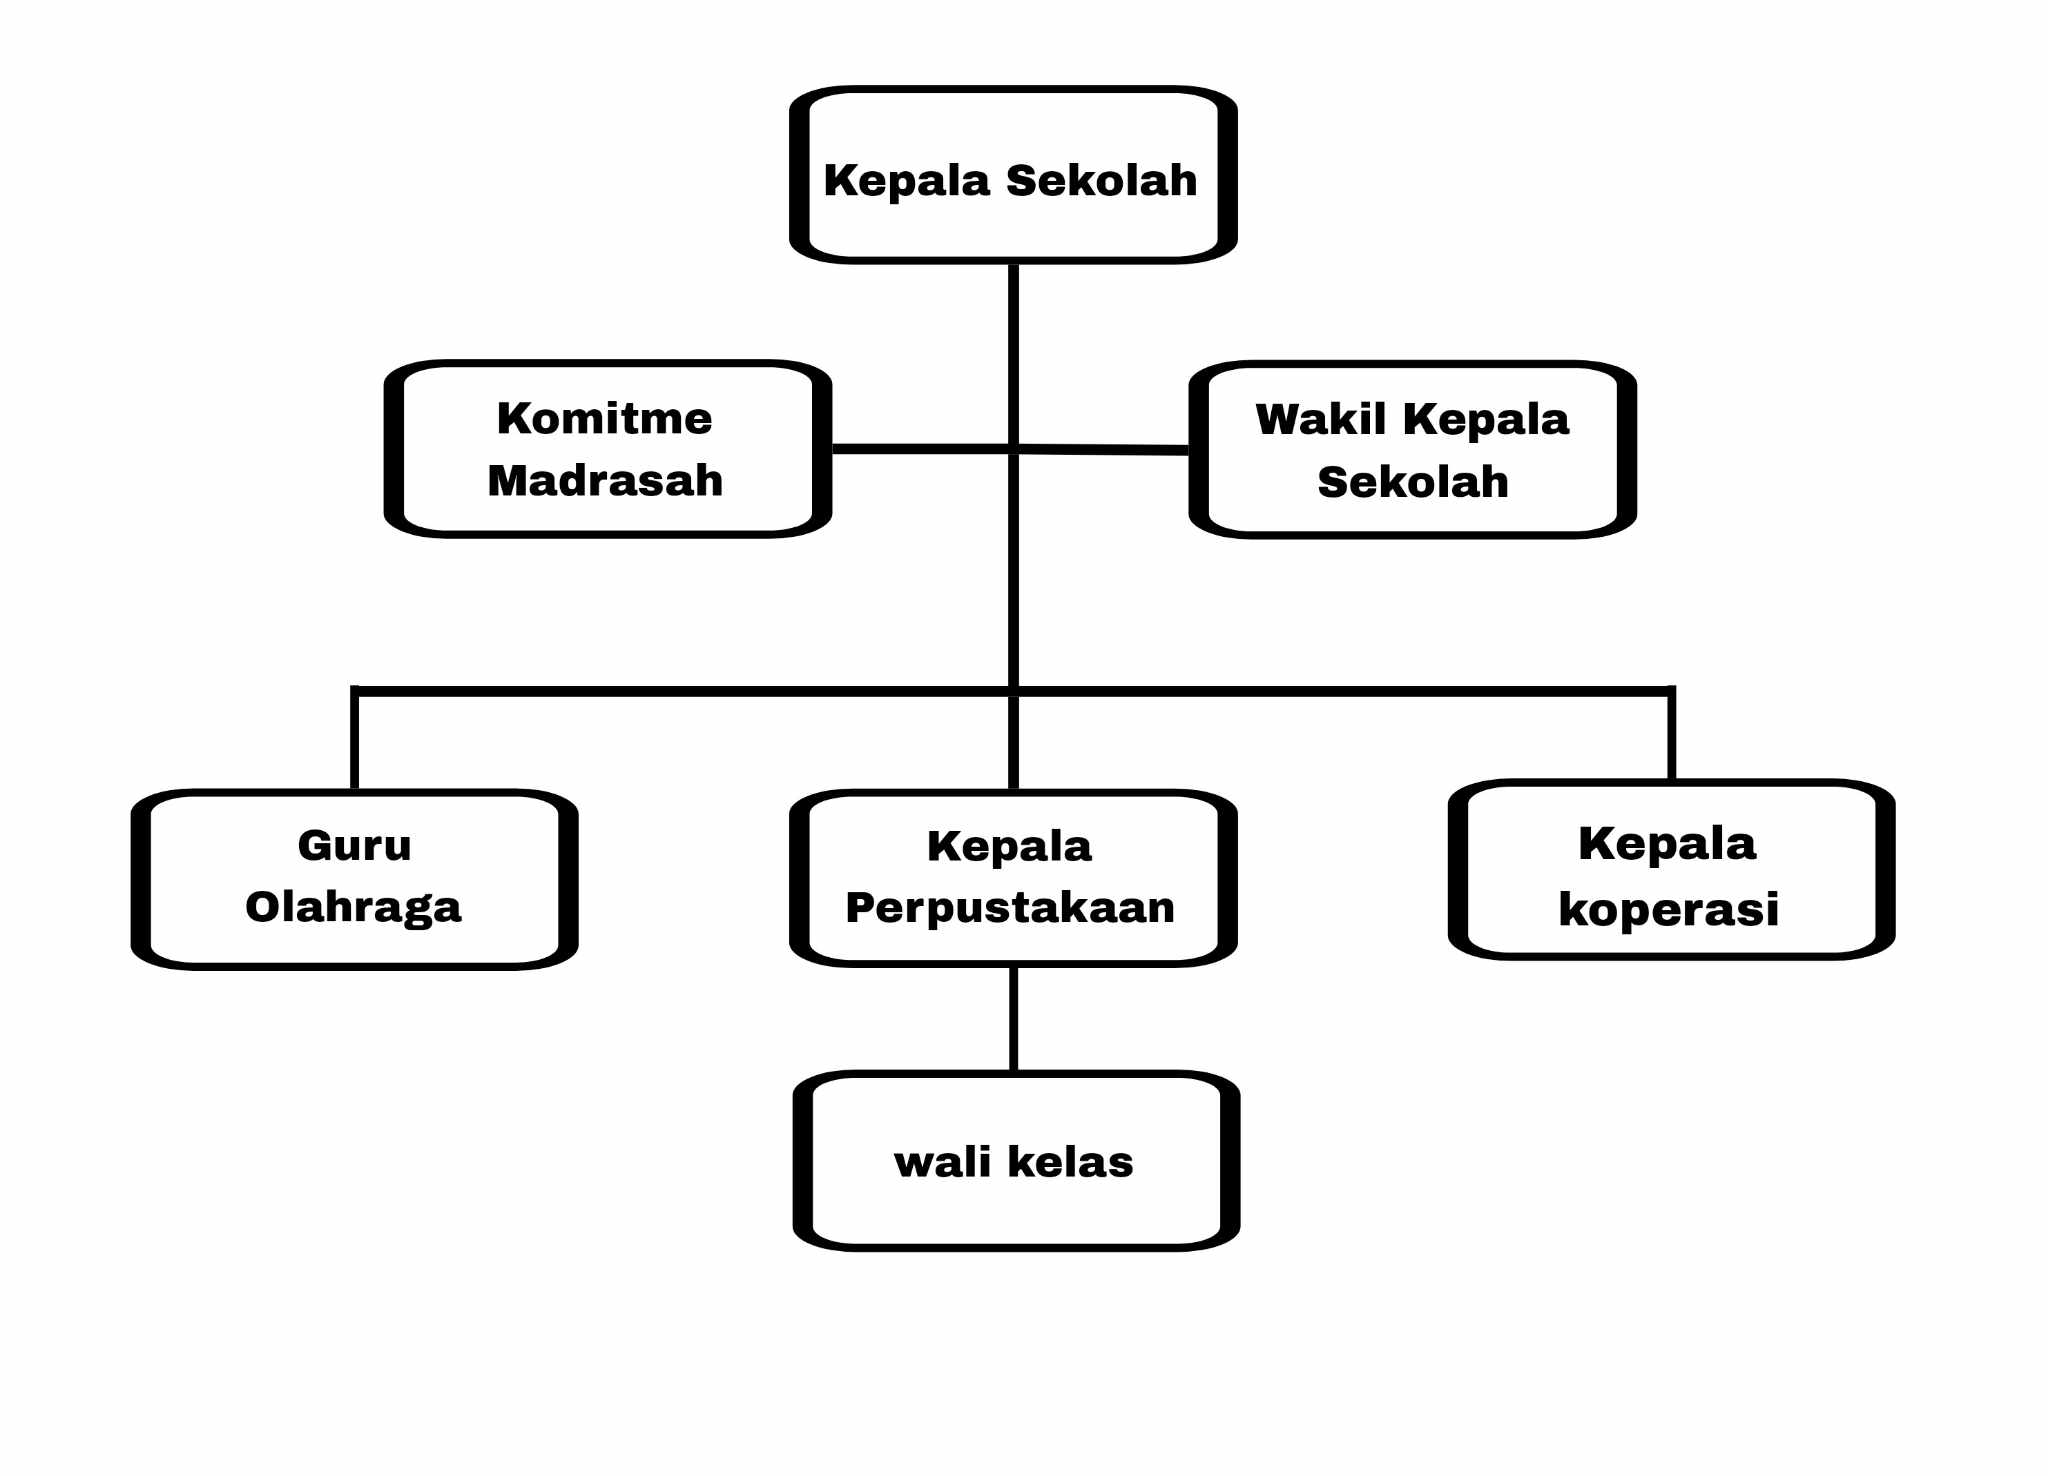 Kepala Sekolah
Komitme
Madrasah
Wakil Kepala
Sekolah
Guru
Olahraga
Kepala
Perpustakaan
Kepala
koperasi
wali kelas